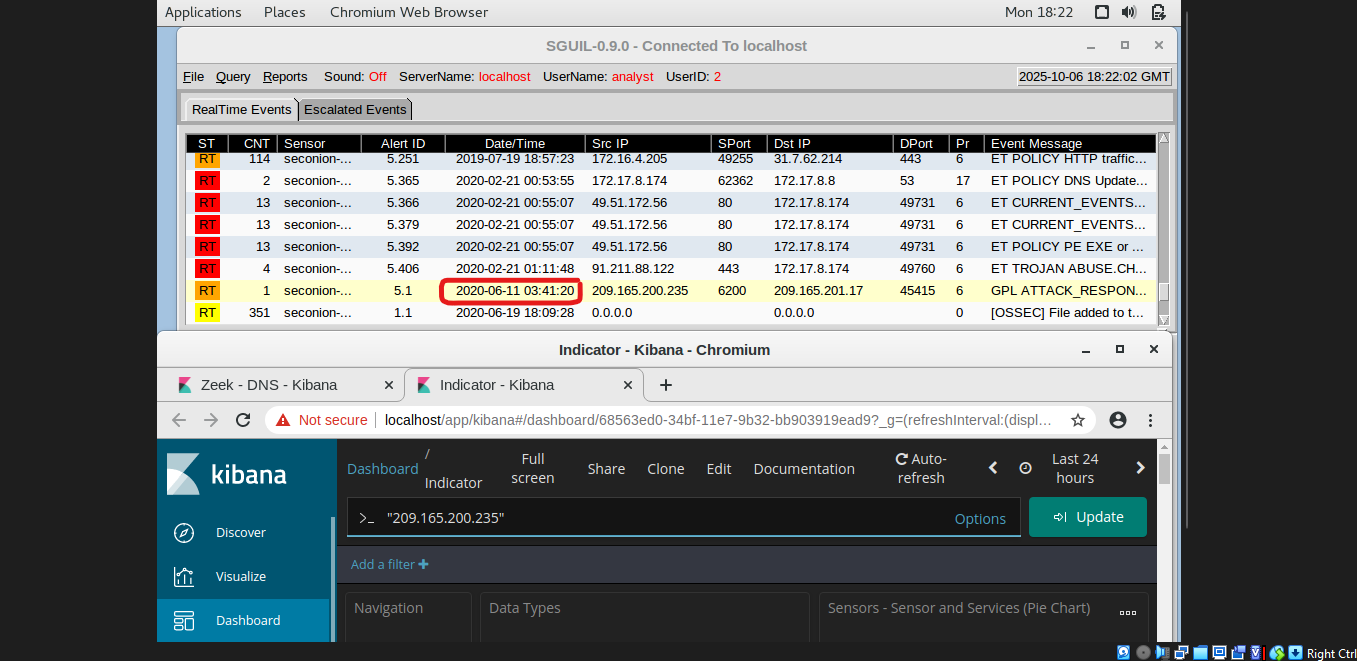 Applications Places Chromium Web Browser Mon 18:22
SGUIL-0.9.0 - Connected To localhost
File Query Reports Sound: Off ServerName: localhost UserName: analyst UserID: 2 2025-10-06 18:22:02 GMT
RealTime Events Escalated Events
ST CNT Sensor Alert ID Date/Time Src IP SPort Dst IP DPort Pr Event Message
RT 114 seconion-... 5.251 2019-07-19 18:57:23 172.16.4.205 49255 31.7.62.214 443 6 ET POLICY HTTP traffic...
RT 2 seconion-... 5.365 2020-02-21 00:53:55 172.17.8.174 62362 172.17.8.8 53 17 ET POLICY DNS Update...
RT 13 seconion-... 5.366 2020-02-21 00:55:07 49.51.172.56 80 172.17.8.174 49731 6 ET CURRENT_EVENTS...
RT 13 seconion-... 5.379 2020-02-21 00:55:07 49.51.172.56 80 172.17.8.174 49731 6 ET CURRENT_EVENTS...
RT 13 seconion-... 5.392 2020-02-21 00:55:07 49.51.172.56 80 172.17.8.174 49731 6 ET POLICY PE EXE or ...
RT 4 seconion-... 5.406 2020-02-21 01:11:48 91.211.88.122 443 172.17.8.174 49760 6 ET TROJAN ABUSE.CH...
RT 1 seconion-... 5.1 2020-06-11 03:41:20 209.165.200.235 6200 209.165.201.17 45415 6 GPL ATTACK_RESPON...
RT 351 seconion-... 1.1 2020-06-19 18:09:28 0.0.0.0 0.0.0.0 0 [OSSEC] File added to t...
Indicator - Kibana - Chromium
Zeek - DNS - Kibana Indicator - Kibana
Not secure localhost/app/kibana#/dashboard/68563ed0-34bf-11e7-9b32-bb903919ead9?_g=(refreshInterval:(displ...
kibana
Dashboard / Indicator
Full screen
Share Clone Edit Documentation
Auto-refresh
Last 24 hours
>_ "209.165.200.235" Options Update
Discover
Add a filter +
Visualize
Navigation Data Types Sensors - Sensor and Services (Pie Chart)
Dashboard
Right Ctrl